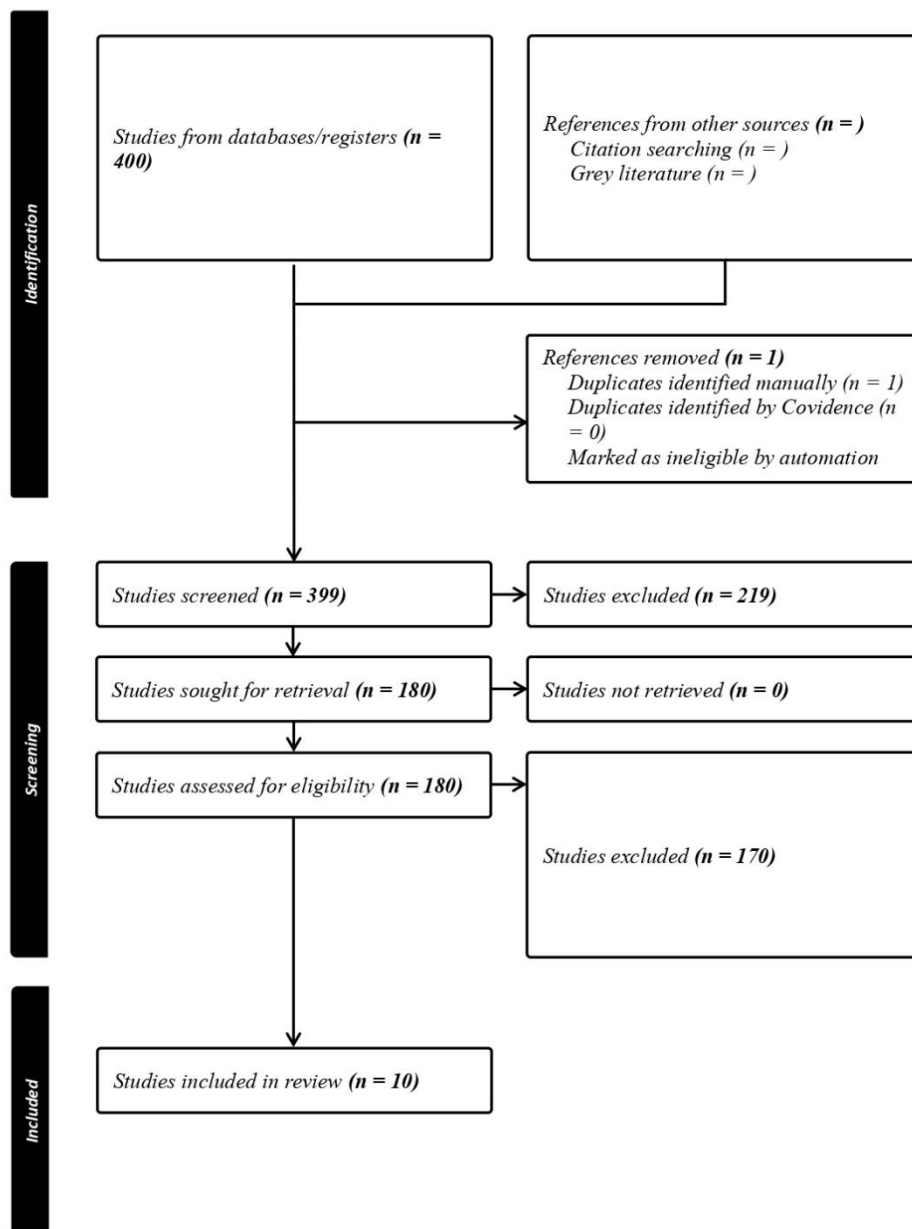 Identification
Studies from databases/registers (n =
400)
References from other sources (n = )
Citation searching (n = )
Grey literature (n = )
References removed (n = 1)
Duplicates identified manually (n = 1)
Duplicates identified by Covidence (n
= 0)
Marked as ineligible by automation
Screening
Studies screened (n = 399)
Studies excluded (n = 219)
Studies sought for retrieval (n = 180)
Studies not retrieved (n = 0)
Studies assessed for eligibility (n = 180)
Studies excluded (n = 170)
Included
Studies included in review (n = 10)